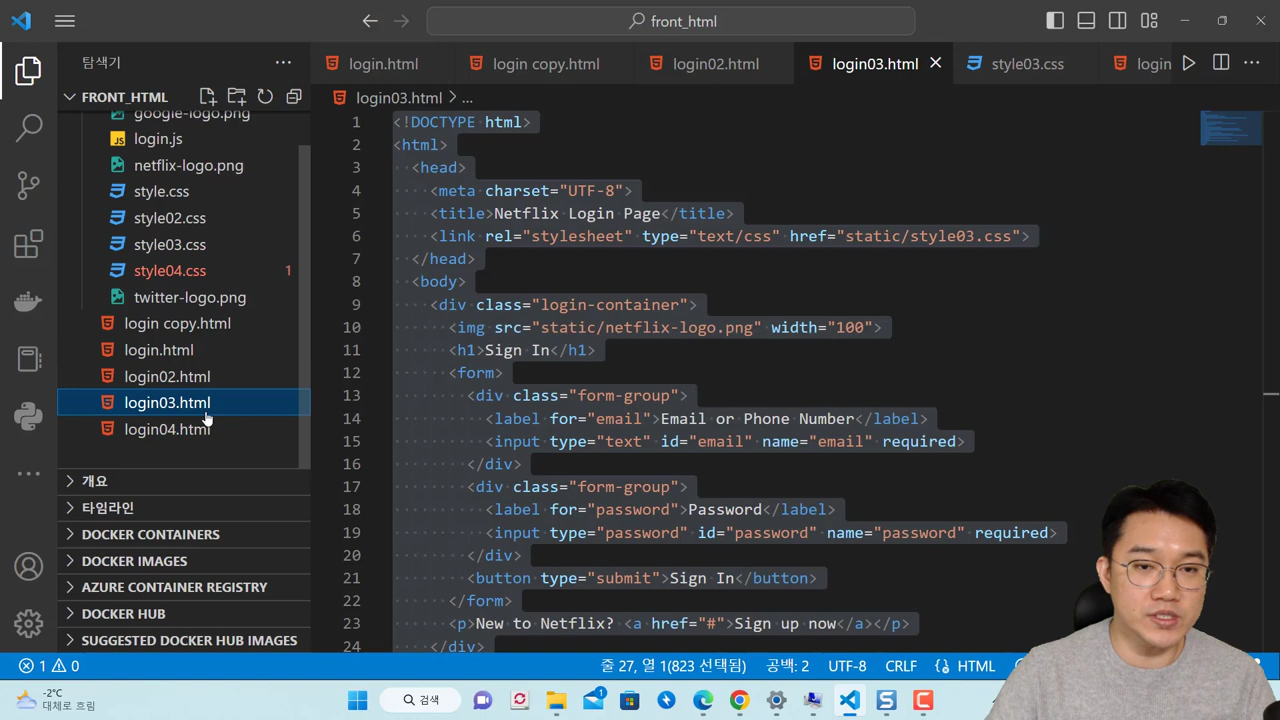 front_html
탐색기
login.html
login copy.html
login02.html
login03.html
style03.css
login
FRONT_HTML
login03.html > ...
google-logo.png
login.js
netflix-logo.png
style.css
style02.css
style03.css
style04.css 1
twitter-logo.png
login copy.html
login.html
login02.html
login03.html
login04.html
개요
타임라인
DOCKER CONTAINERS
DOCKER IMAGES
AZURE CONTAINER REGISTRY
DOCKER HUB
SUGGESTED DOCKER HUB IMAGES
1 <!DOCTYPE html>
2 <html>
3 <head>
4 <meta charset="UTF-8">
5 <title>Netflix Login Page</title>
6 <link rel="stylesheet" type="text/css" href="static/style03.css">
7 </head>
8 <body>
9 <div class="login-container">
10 <img src="static/netflix-logo.png" width="100">
11 <h1>Sign In</h1>
12 <form>
13 <div class="form-group">
14 <label for="email">Email or Phone Number</label>
15 <input type="text" id="email" name="email" required>
16 </div>
17 <div class="form-group">
18 <label for="password">Password</label>
19 <input type="password" id="password" name="password" required>
20 </div>
21 <button type="submit">Sign In</button>
22 </form>
23 <p>New to Netflix? <a href="#">Sign up now</a></p>
24 </div>
1 0
줄 27, 열 1(823 선택됨)
공백: 2
UTF-8
CRLF
HTML
-2°C
대체로 흐림
검색
1